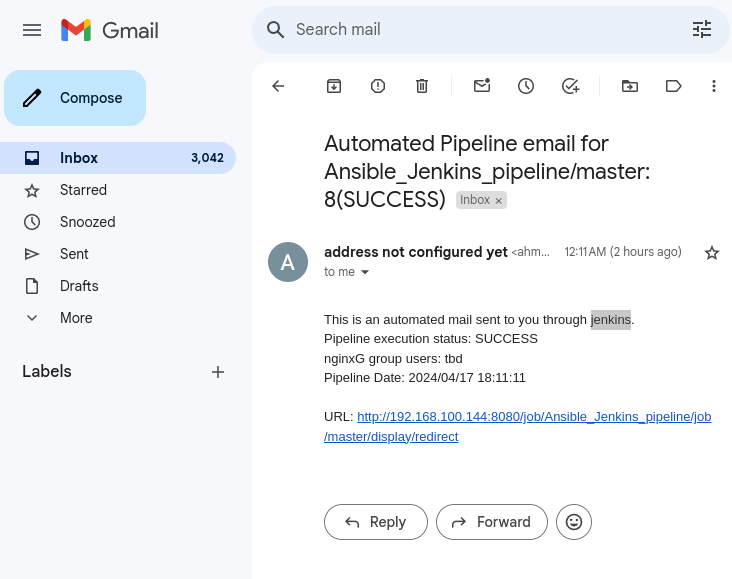 Gmail
Search mail
Compose
Inbox 3,042
Starred
Snoozed
Sent
Drafts
More
Labels
Automated Pipeline email for
Ansible_Jenkins_pipeline/master:
8(SUCCESS) Inbox ×
A
address not configured yet <ahm... 12:11 AM (2 hours ago)
to me
This is an automated mail sent to you through jenkins.
Pipeline execution status: SUCCESS
nginxG group users: tbd
Pipeline Date: 2024/04/17 18:11:11
URL: http://192.168.100.144:8080/job/Ansible_Jenkins_pipeline/job
/master/display/redirect
Reply
Forward